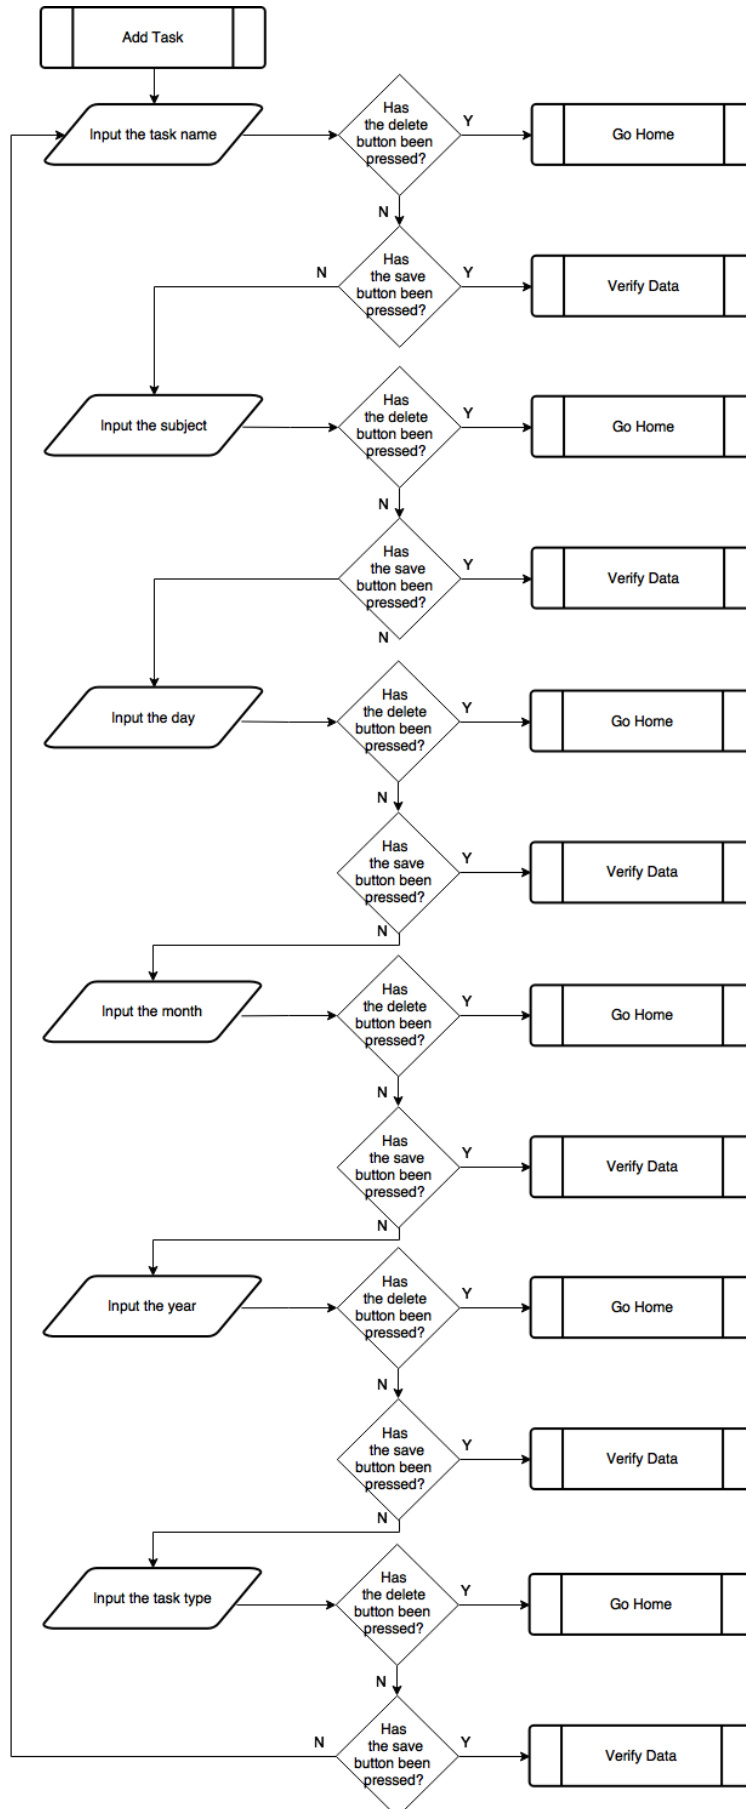 Add Task
Input the task name
Has
the delete
button been
pressed?
Y
Go Home
N
Has
the save
button been
pressed?
N
Y
Verify Data
Input the subject
Has
the delete
button been
pressed?
Y
Go Home
N
Has
the save
button been
pressed?
Y
Verify Data
N
Input the day
Has
the delete
button been
pressed?
Y
Go Home
N
Has
the save
button been
pressed?
Y
Verify Data
N
Input the month
Has
the delete
button been
pressed?
Y
Go Home
N
Has
the save
button been
pressed?
Y
Verify Data
N
Input the year
Has
the delete
button been
pressed?
Y
Go Home
N
Has
the save
button been
pressed?
Y
Verify Data
N
Input the task type
Has
the delete
button been
pressed?
Y
Go Home
N
Has
the save
button been
pressed?
N
Y
Verify Data